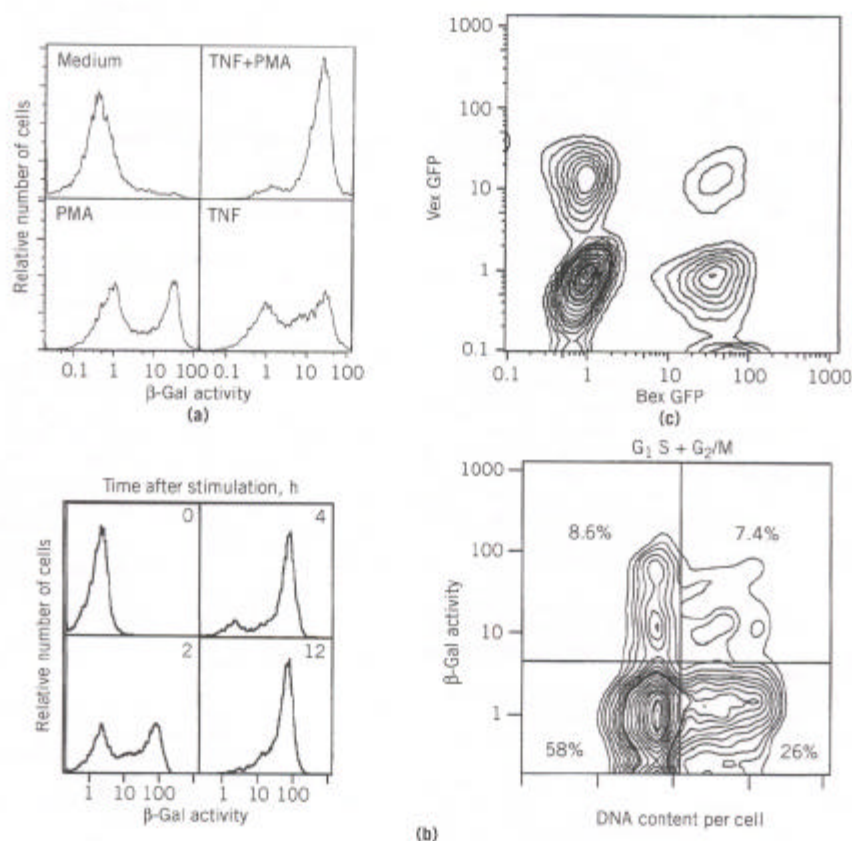 Medium
TNF+PMA
PMA
TNF
Relative number of cells
0.1 1 10 100 0.1 1 10 100
β-Gal activity
(a)
1000
100
10
1
0.1
Vex GFP
0.1 1 10 100 1000
Bex GFP
(c)
Time after stimulation, h
0
4
2
12
Relative number of cells
1 10 100 1 10 100
β-Gal activity
G₁ S + G₂/M
1000
100
10
1
β-Gal activity
8.6%
7.4%
58%
26%
DNA content per cell
(b)